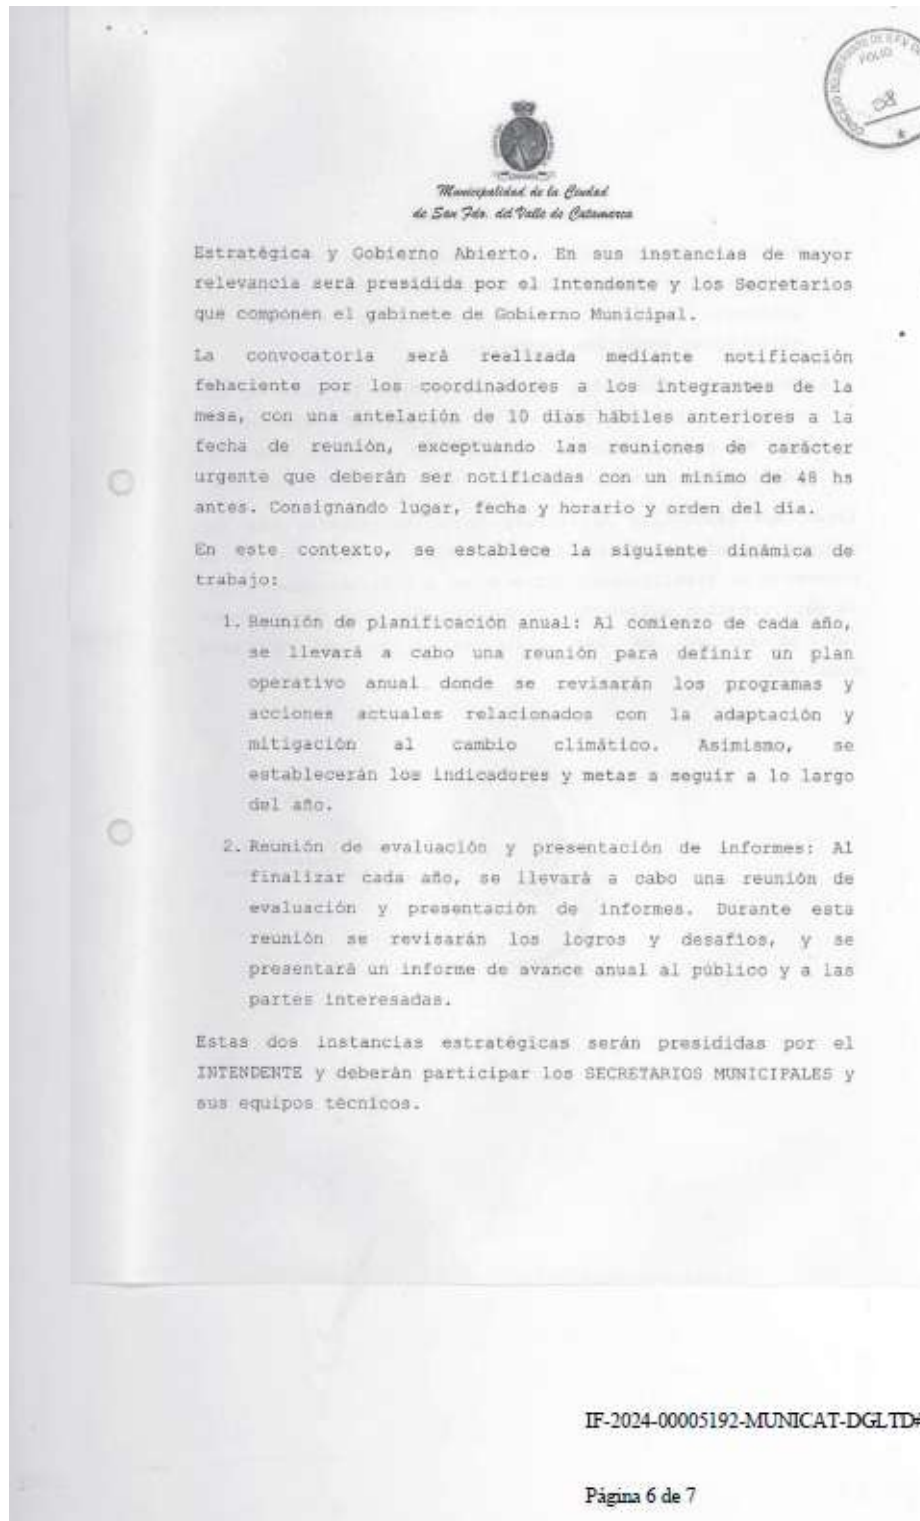 FOLIO
08
Municipalidad de la Ciudad
de San Fdo. del Valle de Catamarca
Estratégica y Gobierno Abierto. En sus instancias de mayor
relevancia será presidida por el Intendente y los Secretarios
que componen el gabinete de Gobierno Municipal.
La convocatoria será realizada mediante notificación
fehaciente por los coordinadores a los integrantes de la
mesa, con una antelación de 10 días hábiles anteriores a la
fecha de reunión, exceptuando las reuniones de carácter
urgente que deberán ser notificadas con un mínimo de 48 hs
antes. Consignando lugar, fecha y horario y orden del día.
En este contexto, se establece la siguiente dinámica de
trabajo:
1. Reunión de planificación anual: Al comienzo de cada año,
se llevará a cabo una reunión para definir un plan
operativo anual donde se revisarán los programas y
acciones actuales relacionados con la adaptación y
mitigación al cambio climático. Asimismo, se
establecerán los indicadores y metas a seguir a lo largo
del año.
2. Reunión de evaluación y presentación de informes: Al
finalizar cada año, se llevará a cabo una reunión de
evaluación y presentación de informes. Durante esta
reunión se revisarán los logros y desafíos, y se
presentará un informe de avance anual al público y a las
partes interesadas.
Estas dos instancias estratégicas serán presididas por el
INTENDENTE y deberán participar los SECRETARIOS MUNICIPALES y
sus equipos técnicos.
IF-2024-00005192-MUNICAT-DGLTD#
Página 6 de 7